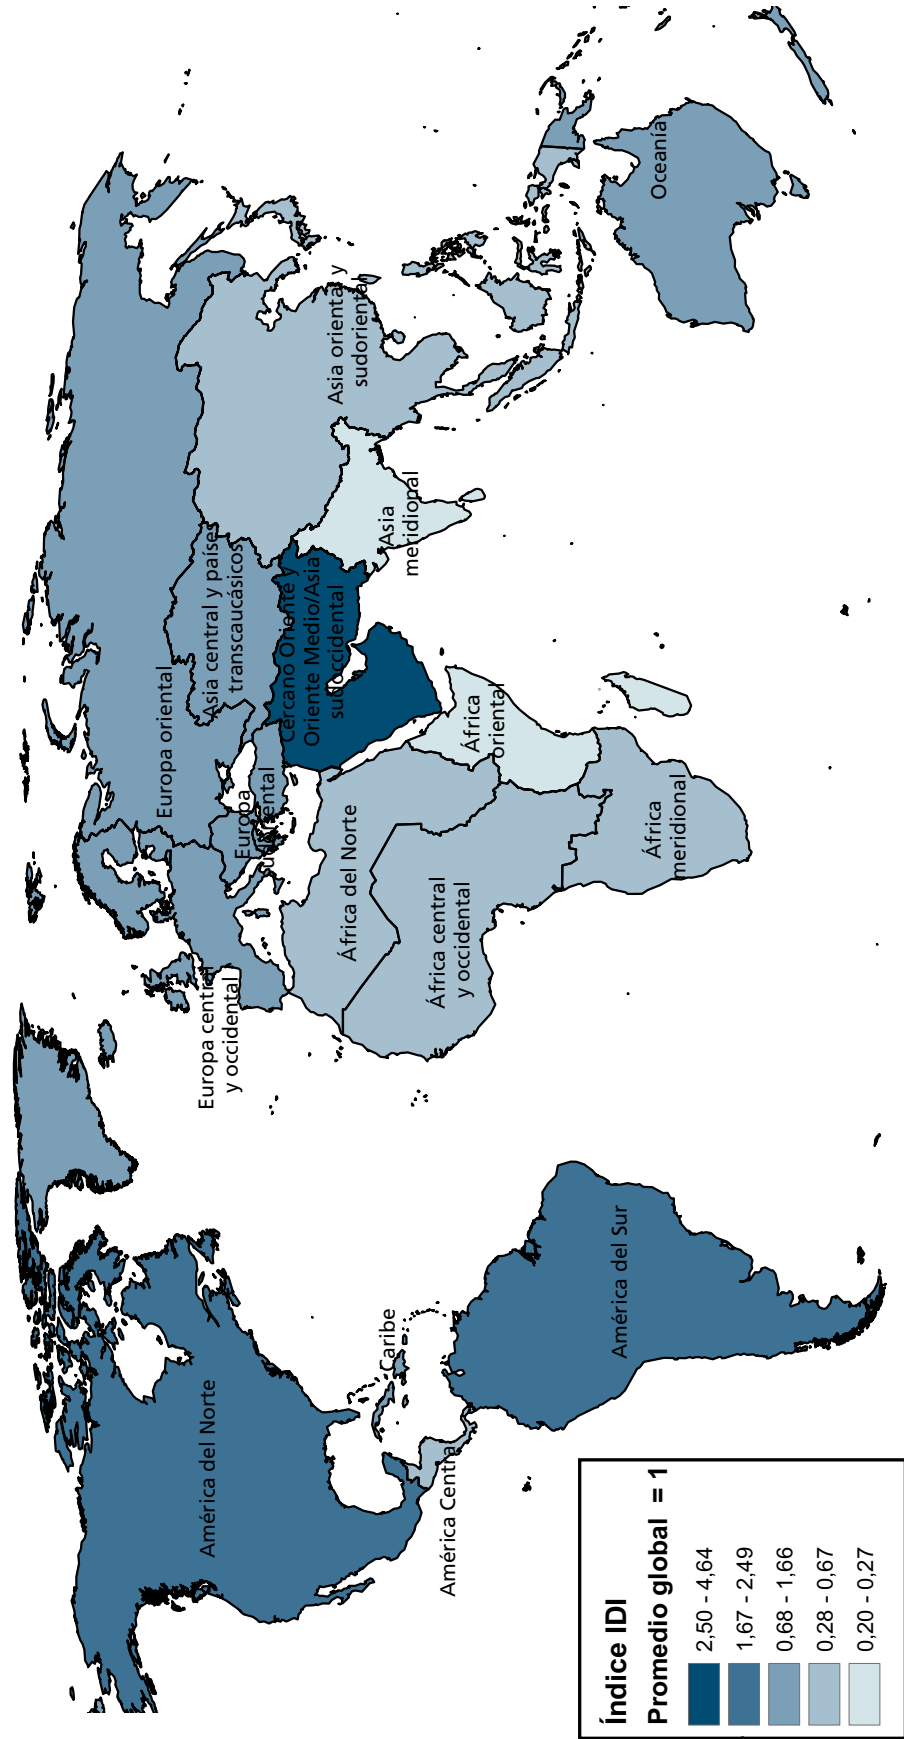 América del Norte
América Central
Caribe
América del Sur
Europa central
y occidental
Europa oriental
Europa
sudoriental
Asia central y países
transcaucásicos
Cercano Oriente y
Oriente Medio/Asia
sudoccidental
Asia oriental y
sudoriental
Asia
meridional
África del Norte
África central
y occidental
África
oriental
África
meridional
Oceanía
Índice IDI
Promedio global = 1
2,50 - 4,64
1,67 - 2,49
0,68 - 1,66
0,28 - 0,67
0,20 - 0,27